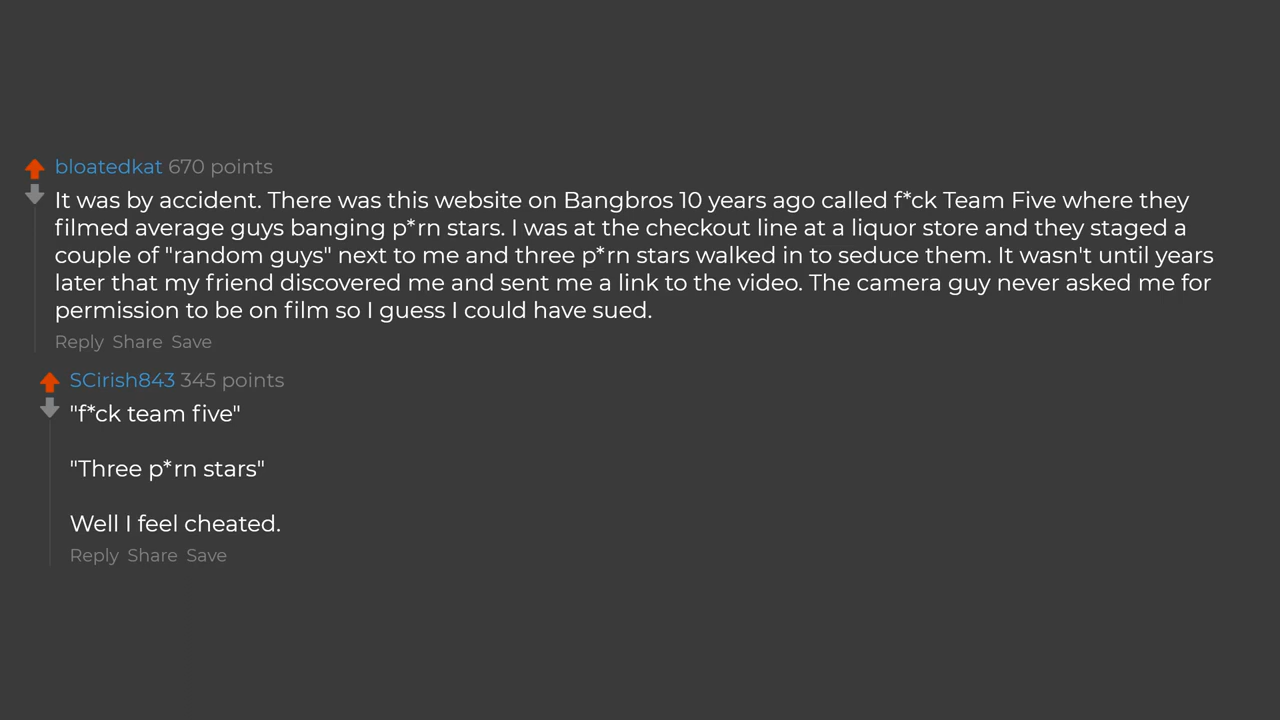 bloatedkat 670 points
It was by accident. There was this website on Bangbros 10 years ago called f*ck Team Five where they
filmed average guys banging p*rn stars. I was at the checkout line at a liquor store and they staged a
couple of "random guys" next to me and three p*rn stars walked in to seduce them. It wasn't until years
later that my friend discovered me and sent me a link to the video. The camera guy never asked me for
permission to be on film so I guess I could have sued.
Reply Share Save
SCirish843 345 points
"f*ck team five"
"Three p*rn stars"
Well I feel cheated.
Reply Share Save